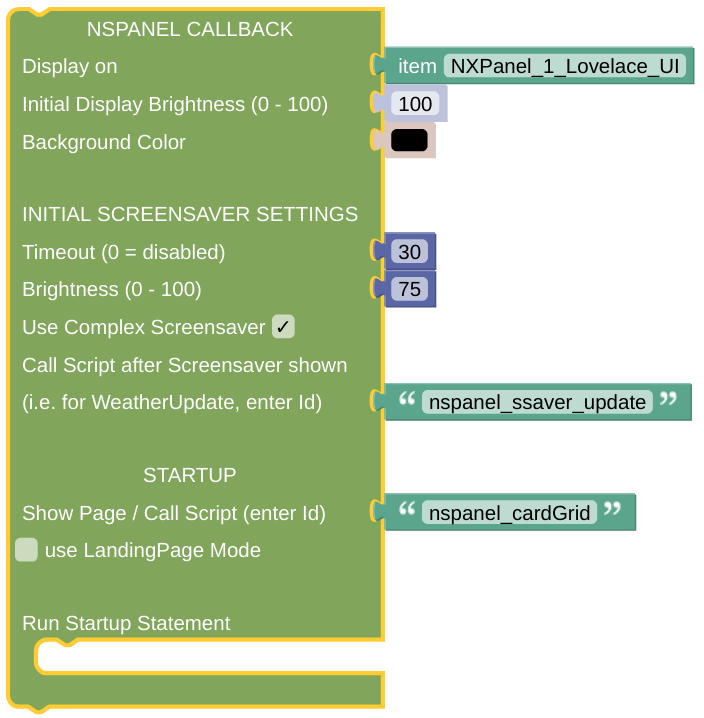 NSPANEL CALLBACK
Display on item NXPanel_1_Lovelace_UI
Initial Display Brightness (0 - 100) 100
Background Color
INITIAL SCREENSAVER SETTINGS
Timeout (0 = disabled) 30
Brightness (0 - 100) 75
Use Complex Screensaver ✓
Call Script after Screensaver shown
(i.e. for WeatherUpdate, enter Id) “ nspanel_ssaver_update ”
STARTUP
Show Page / Call Script (enter Id) “ nspanel_cardGrid ”
use LandingPage Mode
Run Startup Statement